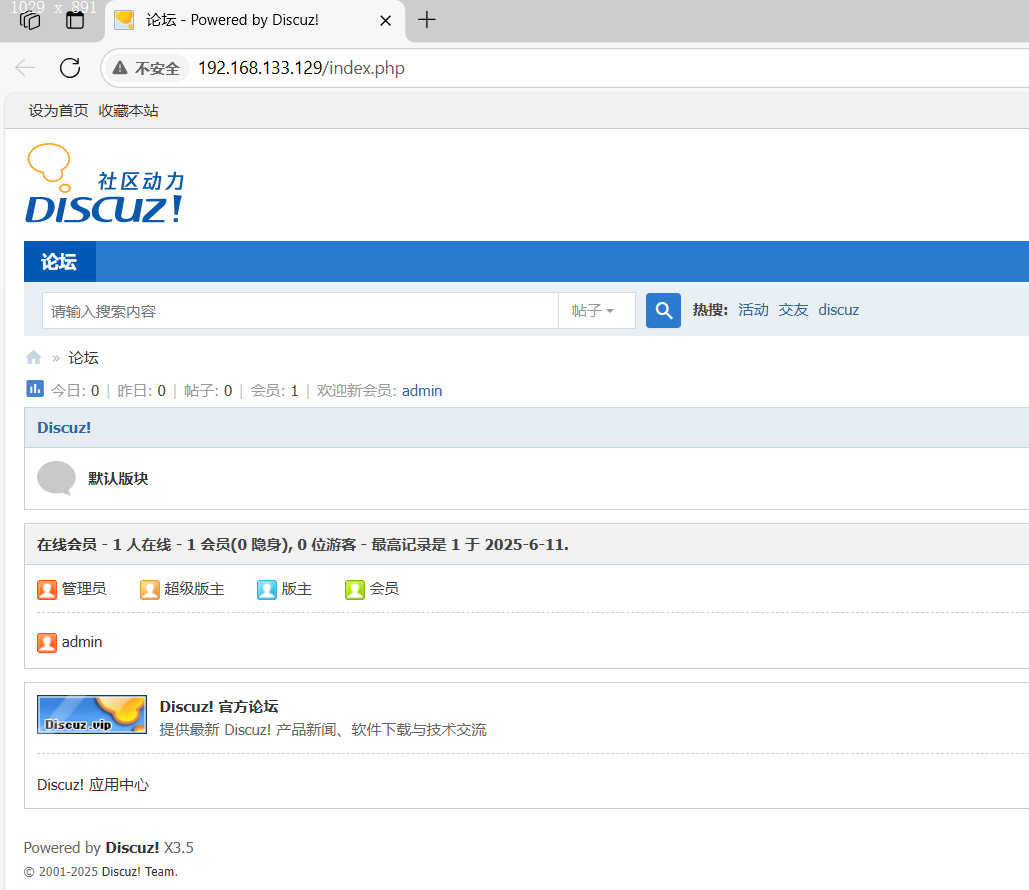 1029 x 891
论坛 - Powered by Discuz!
不安全 192.168.133.129/index.php
设为首页 收藏本站
社区动力
DISCUZ!
论坛
请输入搜索内容 帖子 热搜: 活动 交友 discuz
» 论坛
今日: 0 | 昨日: 0 | 帖子: 0 | 会员: 1 | 欢迎新会员: admin
Discuz!
默认版块
在线会员 - 1 人在线 - 1 会员(0 隐身), 0 位游客 - 最高记录是 1 于 2025-6-11.
管理员 超级版主 版主 会员
admin
Discuz! 官方论坛
Discuz.vip
提供最新 Discuz! 产品新闻、软件下载与技术交流
Discuz! 应用中心
Powered by Discuz! X3.5
© 2001-2025 Discuz! Team.